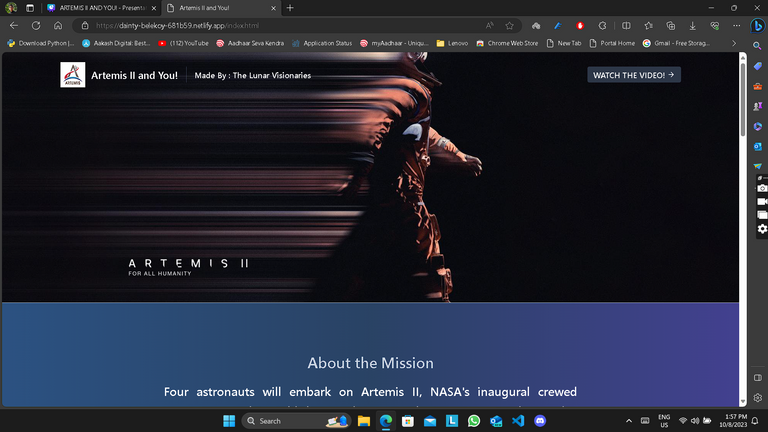 ARTEMIS II AND YOU! - Presenta
Artemis II and You!
https://dainty-belekoy-681b59.netlify.app/index.html
Download Python |...
Aakash Digital: Best...
(112) YouTube
Aadhaar Seva Kendra
Application Status
myAadhaar - Uniqu...
Lenovo
Chrome Web Store
New Tab
Portal Home
Gmail - Free Storag...
ARTEMIS
Artemis II and You!
Made By : The Lunar Visionaries
WATCH THE VIDEO! →
ARTEMIS II
FOR ALL HUMANITY
About the Mission
Four astronauts will embark on Artemis II, NASA's inaugural crewed
Search
ENG
US
1:57 PM
10/8/2023